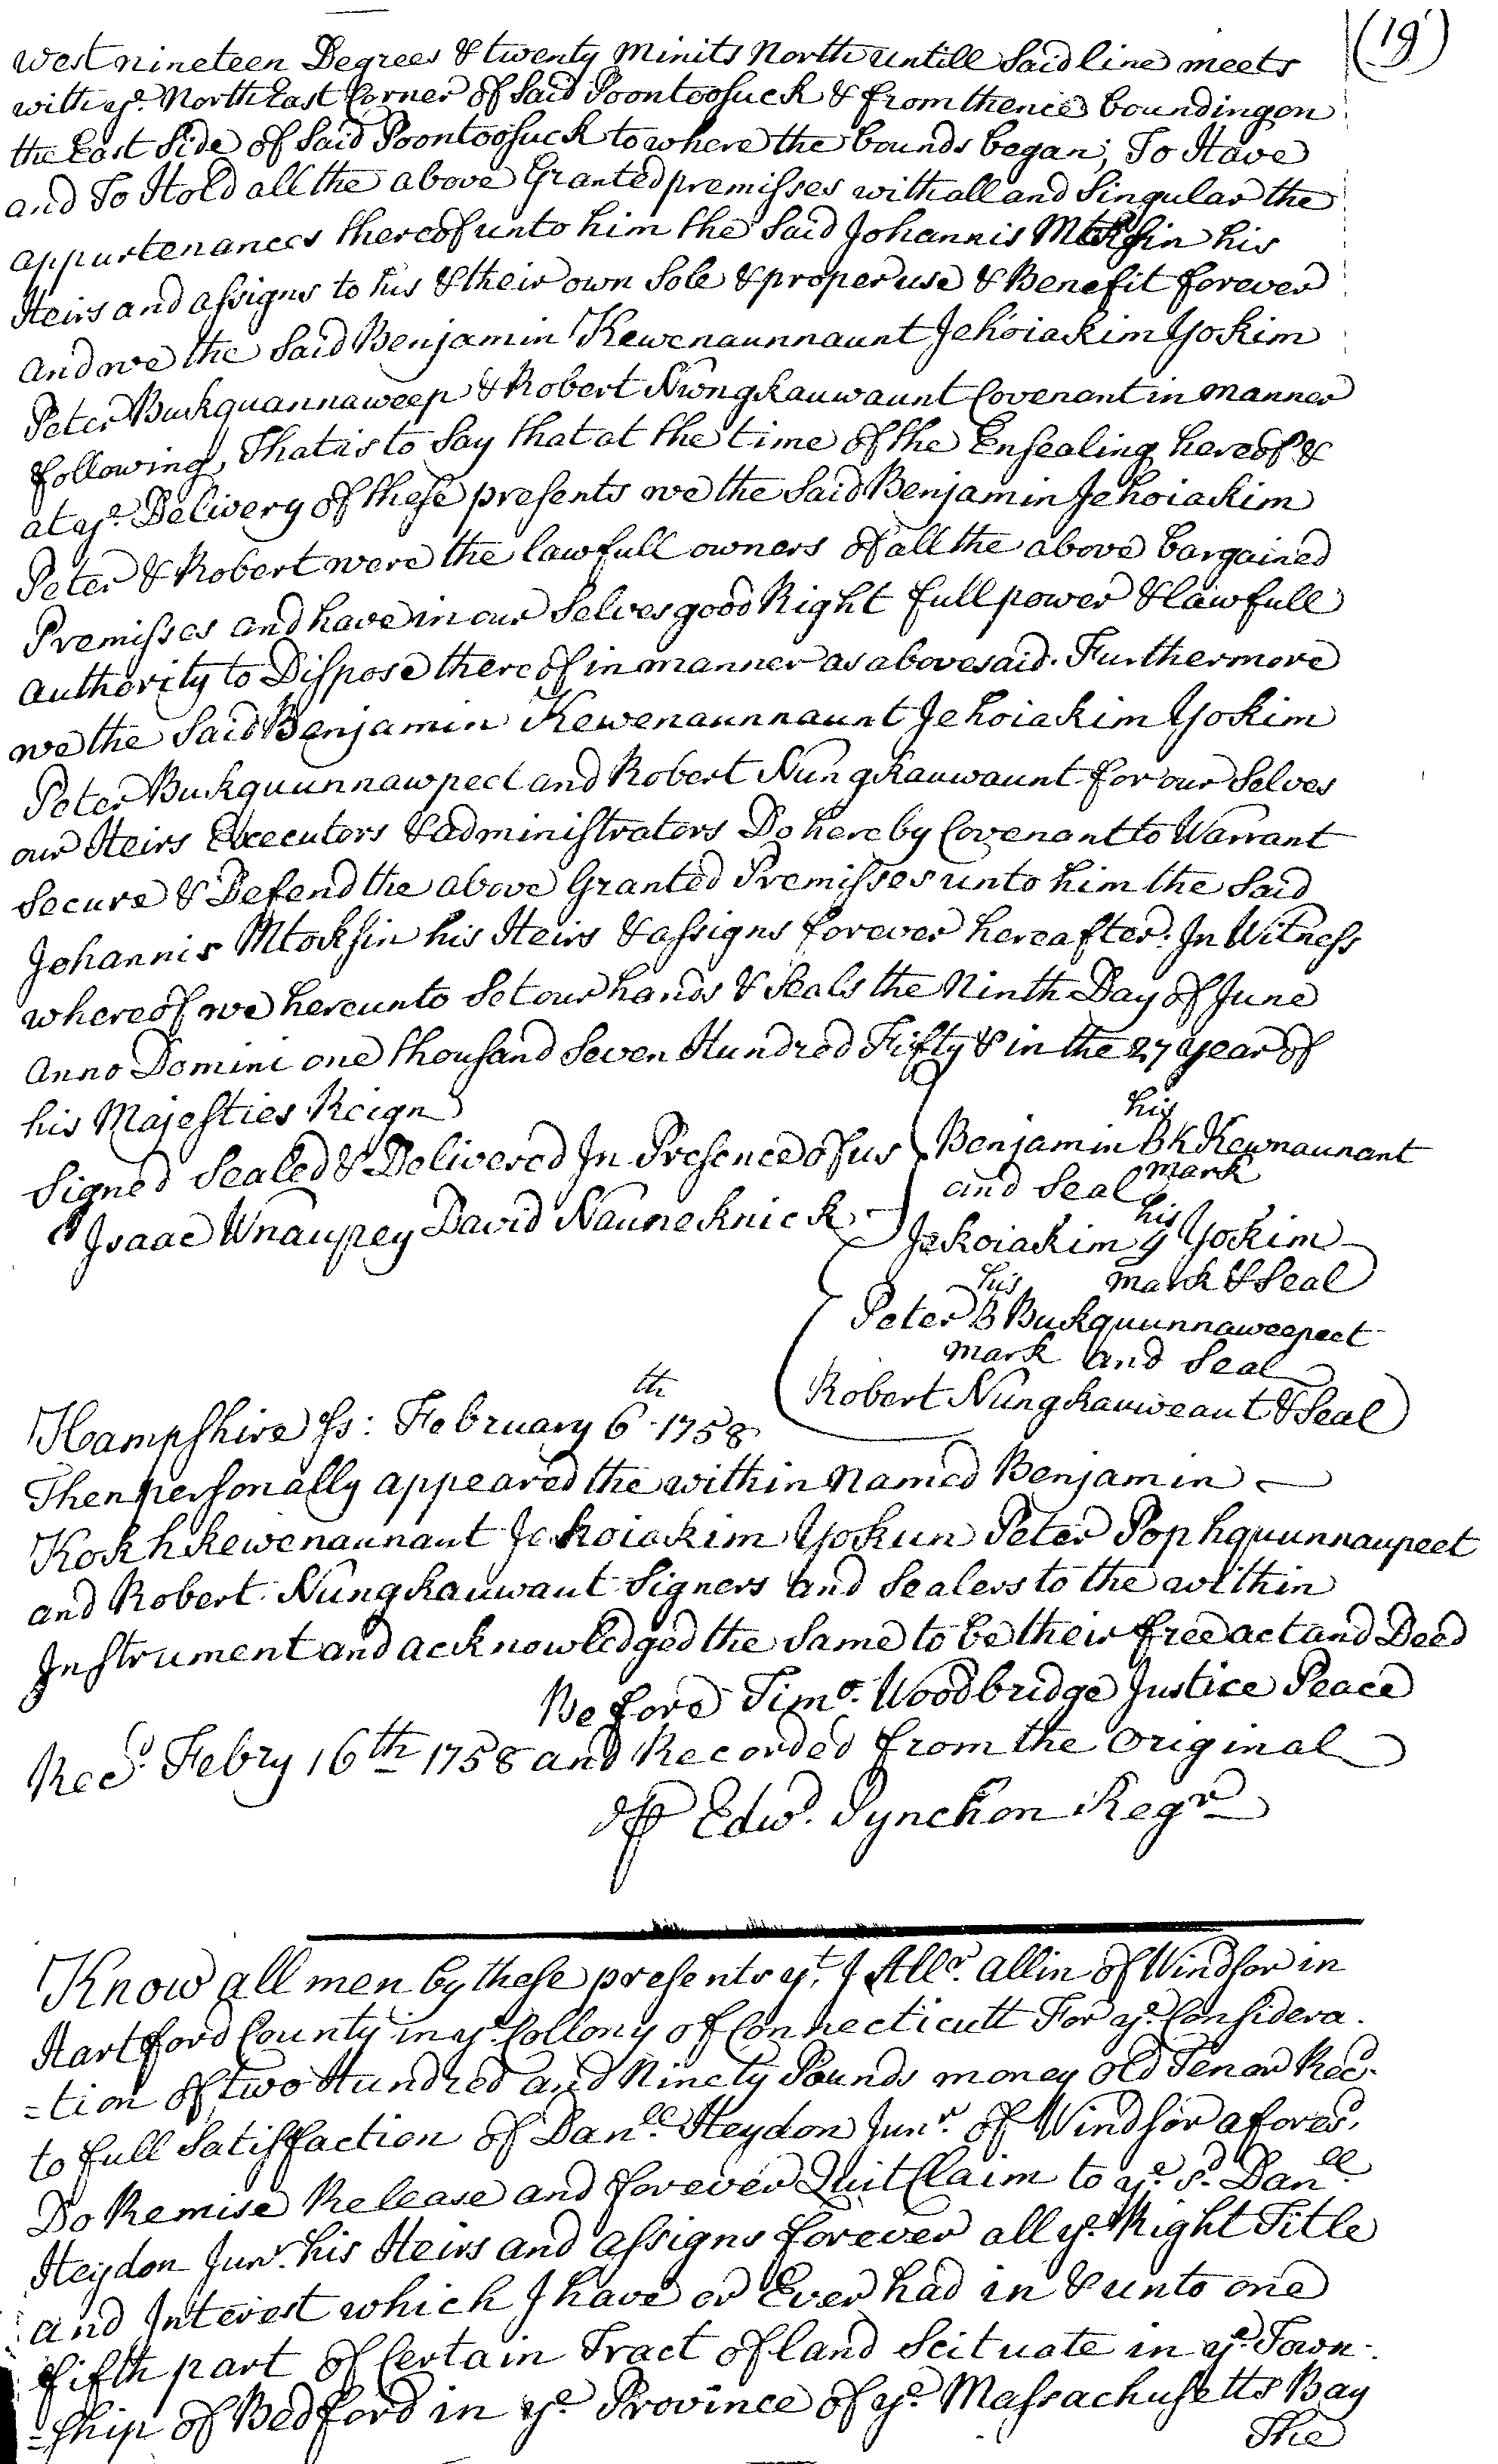 (19)
West nineteen Degrees & twenty Minits North untill Said line meets
with ye. North East Corner of Said Poontoosuck & from thence bounding on
the East Side of Said Poontoosuck to where the bounds began; To Have
and To Hold all the above Granted premisses with all and Singular the
appurtenances thereof unto him the Said Johannis Mtoksin his
Heirs and assigns to his & their own Sole & proper use & Benefit forever
and we the Said Benjamin Kewenaunnaunt Jehoiakim Yokim
Peter Buckquannaweep & Robert Nungkauwaunt Covenant in manner
following, That is to Say that at the time of the Ensealing hereof &
at ye. Delivery of these presents we the Said Benjamin Jehoiakim
Peter & Robert were the lawfull owners of all the above bargained
Premisses and have in our Selves good Right full power & lawfull
authority to Dispose thereof in manner as abovesaid. Furthermore
we the Said Benjamin Kewenaunnaunt Jehoiakim Yokim
Peter Buckquunnawpect and Robert Nungkauwaunt for our Selves
our Heirs Executors & administrators Do hereby Covenant to Warrant
Secure & Defend the above Granted Premisses unto him the Said
Johannis Mtocksin his Heirs & assigns forever hereafter. In Witness
whereof we hereunto Set our hands & Seals the Ninth Day of June
Anno Domini one thousand Seven Hundred Fifty & in the 27 year of
his Majesties Reign
his
Signed Sealed & Delivered In Presence of us Benjamin BK Kewnaunant
mark
and Seal
Isaac Wnaupey David Nauneknick
his
Jekoiakim y Yokim
mark & Seal
his
Peter B Buckquunnaweepect
mark and Seal
Robert Nungkauweaunt & Seal
Hampshire ss: February 6th 1758
Then personally appeared the within Named Benjamin
Kokhkewenaunnant Jekoiakim Yokun Peter Pophquunnaupeet
and Robert Nungkauwaut Signers and Sealers to the within
Instrument and acknowledged the Same to be their free act and Deed
Before Timo. Woodbridge Justice Peace
Recd. Febry 16th 1758 and Recorded from the Original
Edwd. Pynchon Regr
Know all men by these presents yt. I Allr. Allin of Windsor in
Hartford County in ye. Collony of Connecticutt For ye. Considera.
=tion of two Hundred and Ninety Pounds money Old Tenor Recd.
to full Satisfaction of Danll. Heydon Junr. of Windsor aforesd.
Do Remise Release and forever Quit Claim to ye. sd. Danll.
Heydon Junr. his Heirs and assigns forever all ye. Right Title
and Interest which I have or Ever had in & unto one
fifth part of Certain Tract of land Scituate in ye. Town-
=ship of Bedford in ye. Province of ye. Massachusetts Bay
The